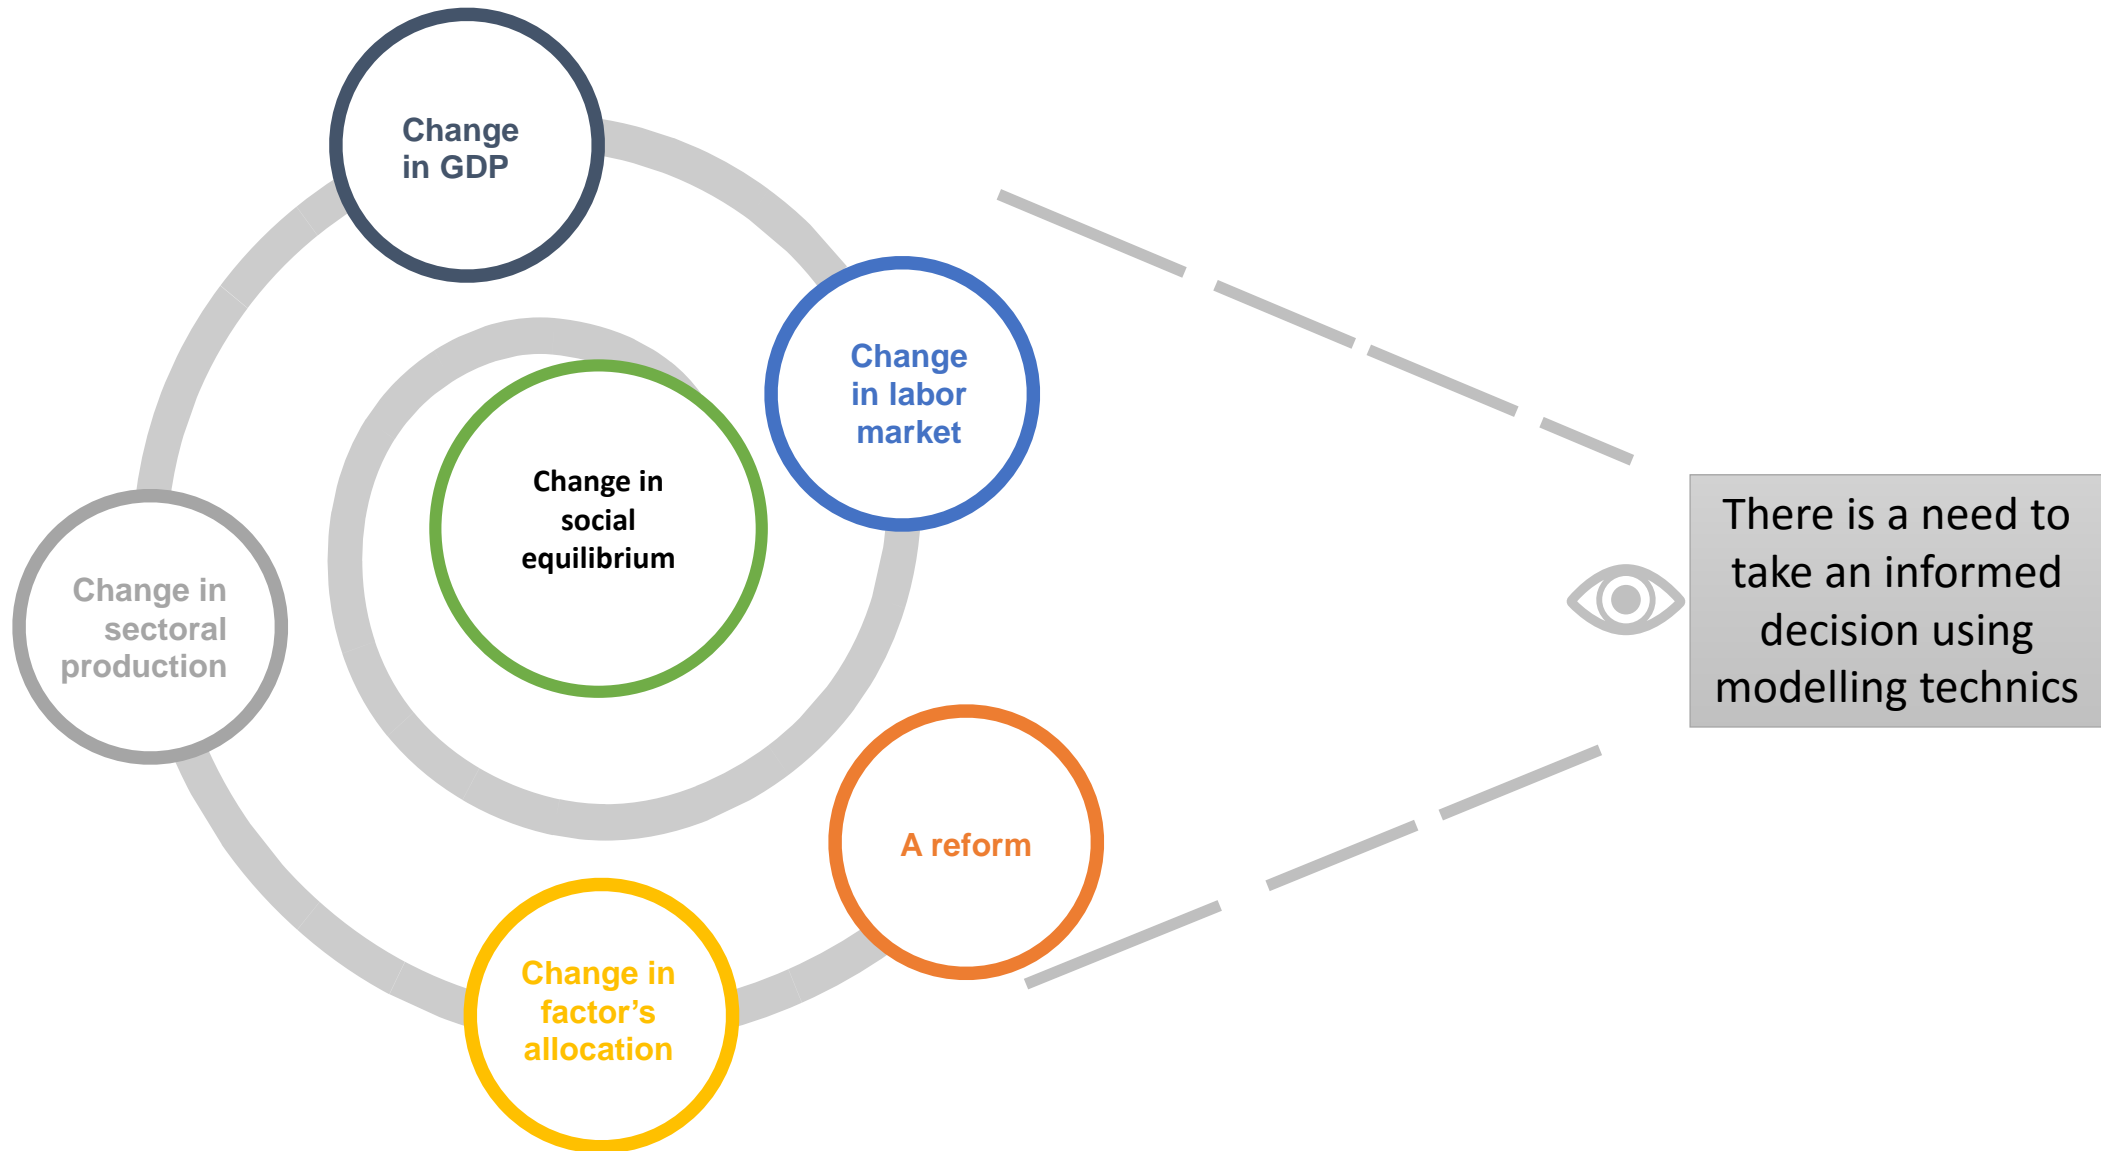 Change
in GDP
Change
in labor
market
Change in
social
equilibrium
There is a need to
take an informed
decision using
modelling technics
Change in
sectoral
production
A reform
Change in
factor’s
allocation